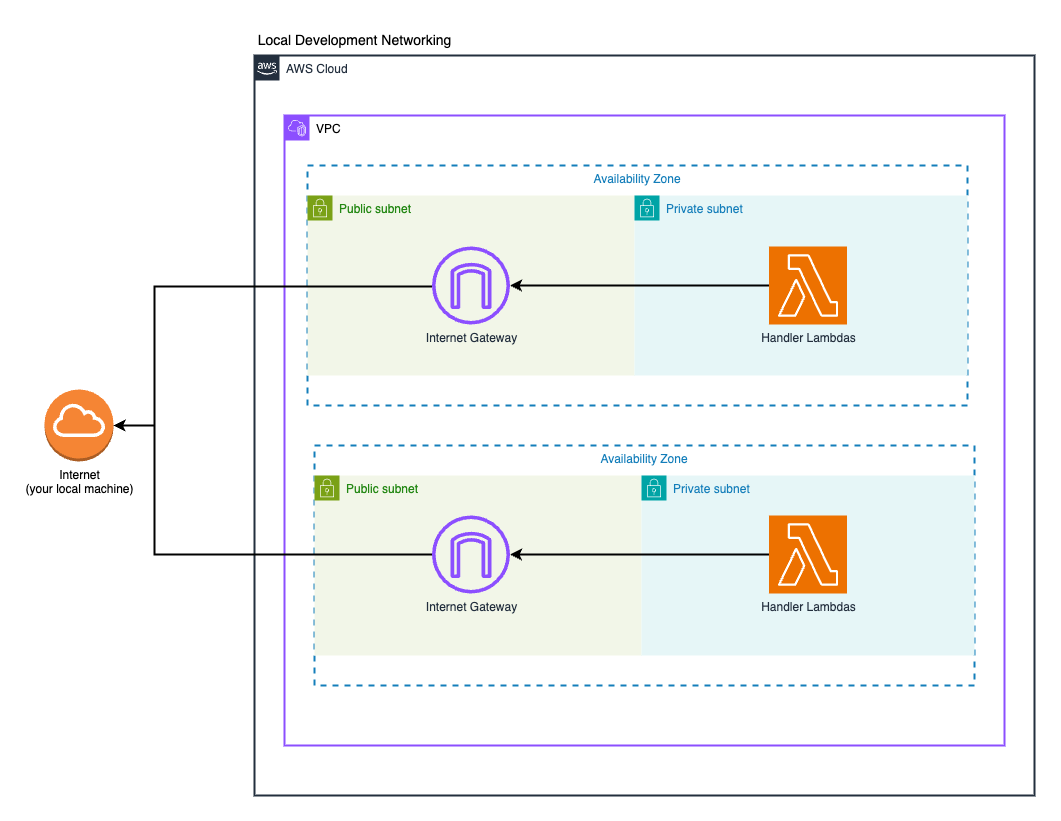 Local Development Networking
aws
AWS Cloud
VPC
Availability Zone
Public subnet
Private subnet
Internet Gateway
Handler Lambdas
Internet
(your local machine)
Availability Zone
Public subnet
Private subnet
Internet Gateway
Handler Lambdas